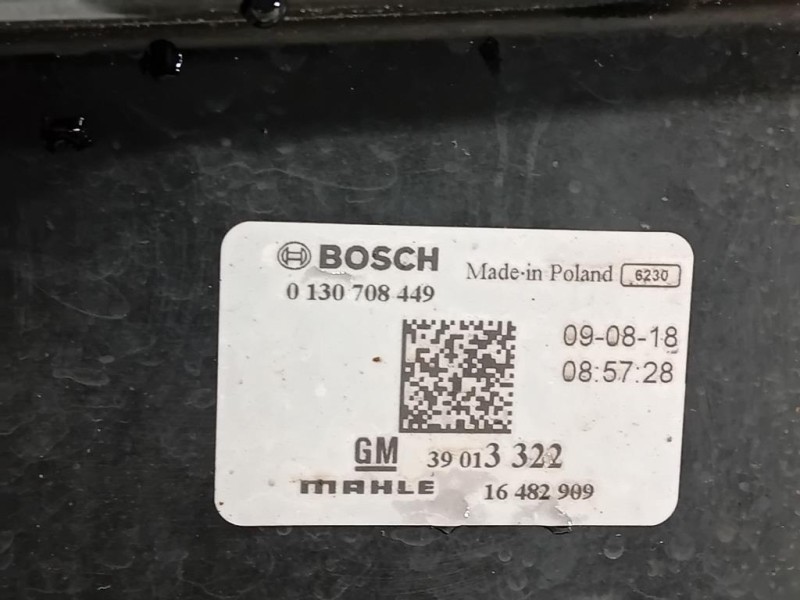 BOSCH Made-in Poland 6230
0 130 708 449
09-08-18
08:57:28
GM 39 013 322
MAHLE 16 482 909